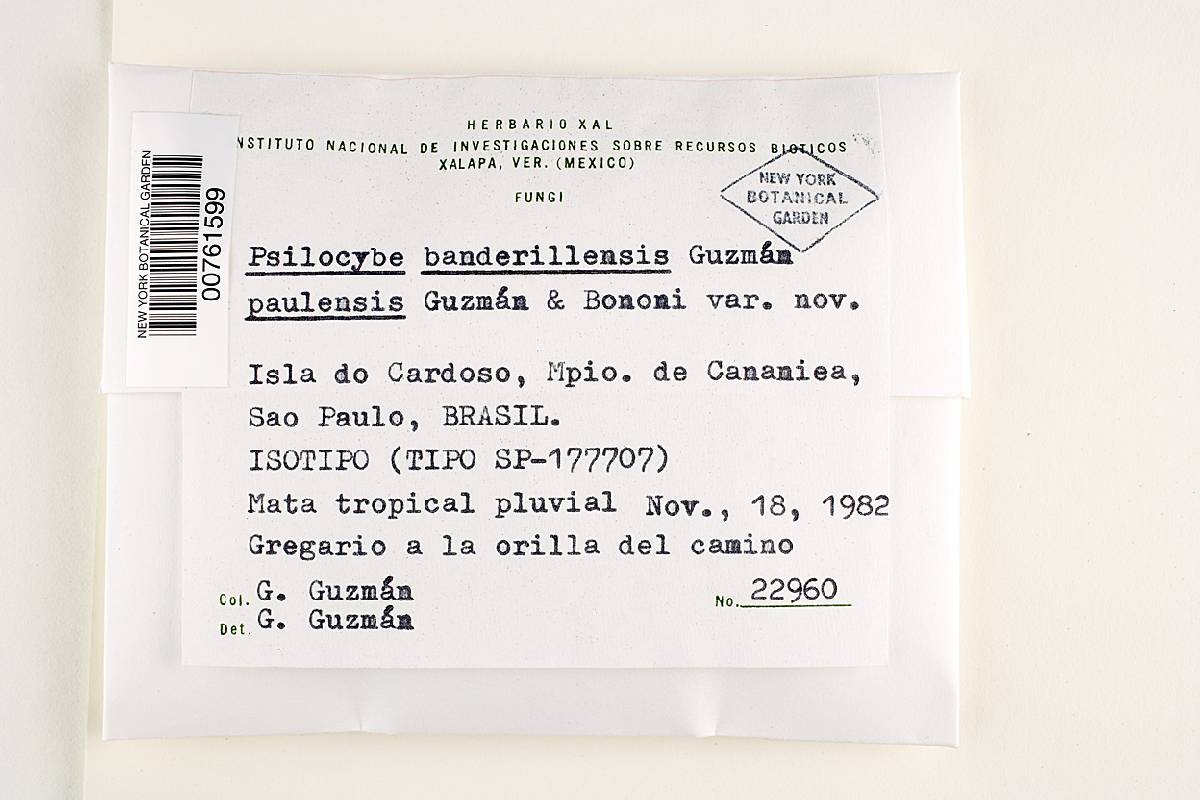 HERBARIO XAL
NSTITUTO NACIONAL DE INVESTIGACIONES SOBRE RECURSOS BIOTICOS
XALAPA, VER. (MEXICO)
FUNGI
NEW YORK
BOTANICAL
GARDEN
NEW YORK BOTANICAL GARDEN
00761599
Psilocybe banderillensis Guzmán
paulensis Guzmán & Bononi var. nov.
Isla do Cardoso, Mpio. de Cananiea,
Sao Paulo, BRASIL.
ISOTIPO (TIPO SP-177707)
Mata tropical pluvial Nov., 18, 1982
Gregario a la orilla del camino
Col. G. Guzmán No. 22960
Det. G. Guzmán